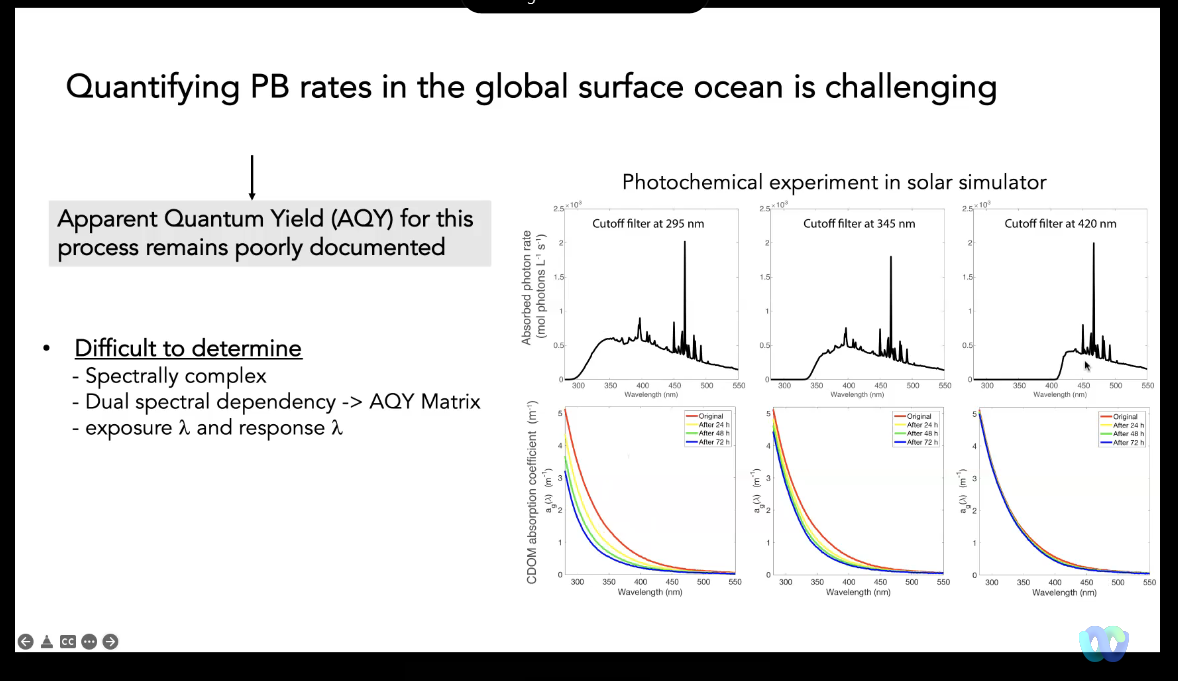 Quantifying PB rates in the global surface ocean is challenging
Apparent Quantum Yield (AQY) for this
process remains poorly documented
• Difficult to determine
- Spectrally complex
- Dual spectral dependency -> AQY Matrix
- exposure λ and response λ
Photochemical experiment in solar simulator
Absorbed photon rate
(mol photons L⁻¹ s⁻¹)
2.5 ×10⁻⁸
Cutoff filter at 295 nm
2
1.5
1
0.5
0
300 350 400 450 500 550
Wavelength (nm)
2.5
Cutoff filter at 345 nm
2
1.5
1
0.5
0
300 350 400 450 500 550
Wavelength (nm)
2.5
Cutoff filter at 420 nm
2
1.5
1
0.5
0
300 350 400 450 500 550
Wavelength (nm)
CDOM absorption coefficient (m⁻¹)
a_g(λ) (m⁻¹)
5
4
3
2
1
0
Original
After 24 h
After 48 h
After 72 h
300 350 400 450 500 550
Wavelength (nm)
a_g(λ) (m⁻¹)
5
4
3
2
1
0
Original
After 24 h
After 48 h
After 72 h
300 350 400 450 500 550
Wavelength (nm)
a_g(λ) (m⁻¹)
5
4
3
2
1
0
Original
After 24 h
After 48 h
After 72 h
300 350 400 450 500 550
Wavelength (nm)
CC